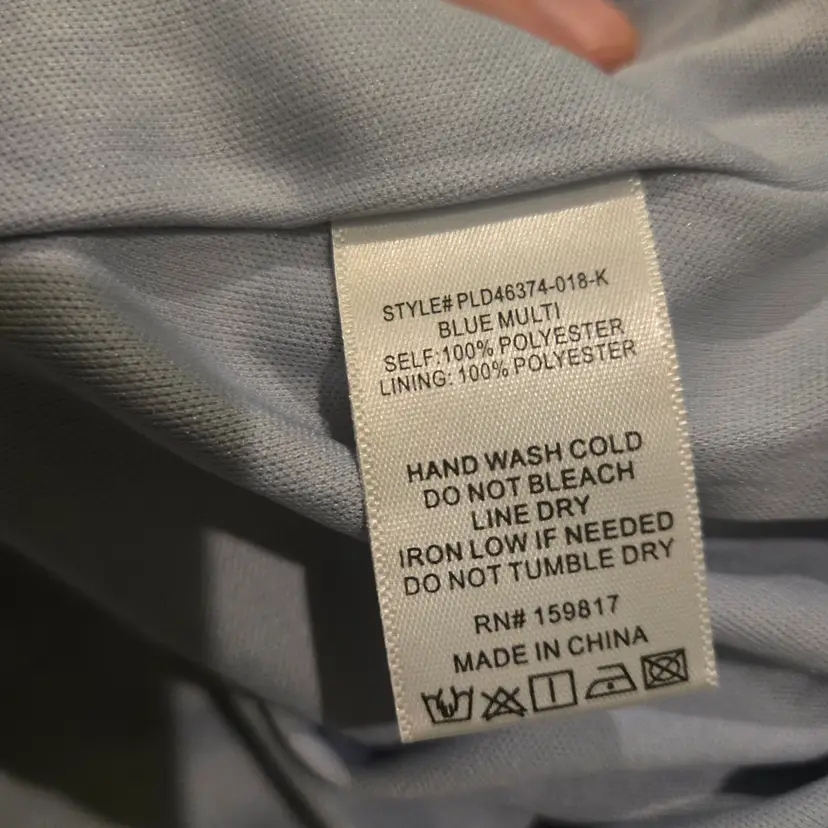 STYLE# PLD46374-018-K
BLUE MULTI
SELF:100% POLYESTER
LINING: 100% POLYESTER
HAND WASH COLD
DO NOT BLEACH
LINE DRY
IRON LOW IF NEEDED
DO NOT TUMBLE DRY
RN# 159817
MADE IN CHINA